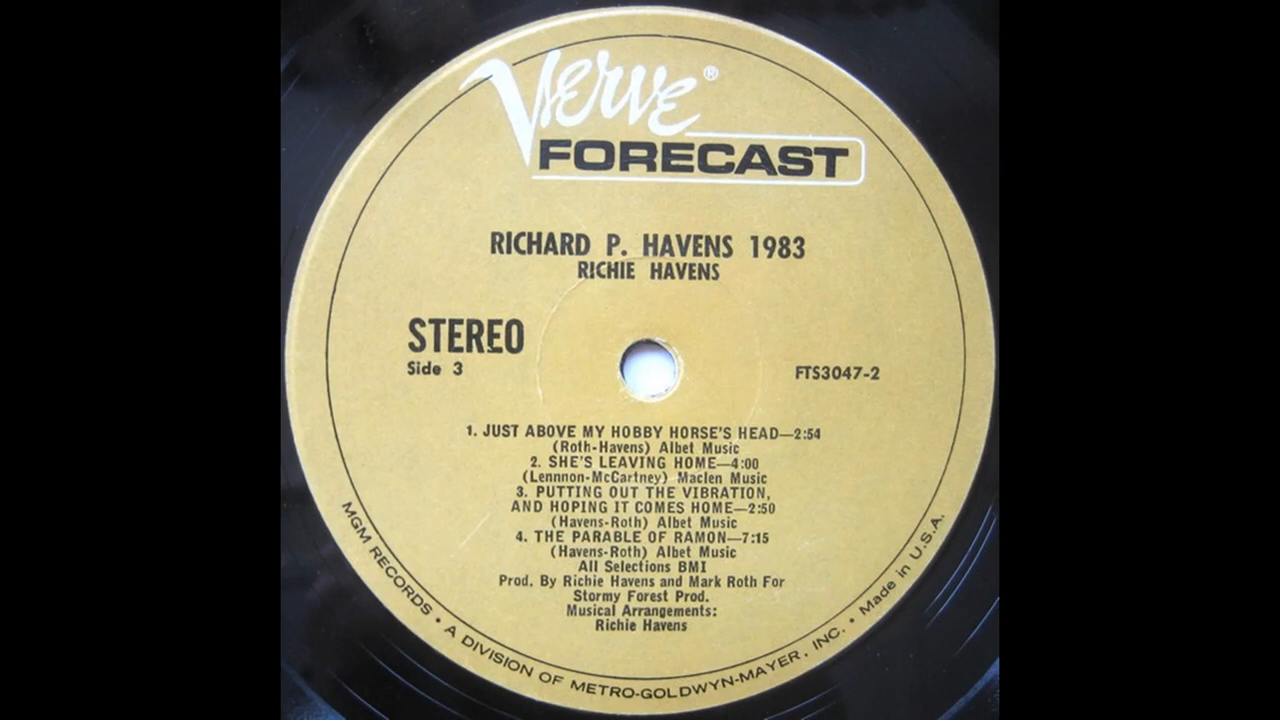 Verve®
FORECAST
RICHARD P. HAVENS 1983
RICHIE HAVENS
STEREO
Side 3
FTS3047-2
1. JUST ABOVE MY HOBBY HORSE'S HEAD—2:54
(Roth-Havens) Albet Music
2. SHE'S LEAVING HOME—4:00
(Lennnon-McCartney) Maclen Music
3. PUTTING OUT THE VIBRATION,
AND HOPING IT COMES HOME—2:50
(Havens-Roth) Albet Music
4. THE PARABLE OF RAMON—7:15
(Havens-Roth) Albet Music
All Selections BMI
Prod. By Richie Havens and Mark Roth For
Stormy Forest Prod.
Musical Arrangements:
Richie Havens
MGM RECORDS • A DIVISION OF METRO-GOLDWYN-MAYER, INC. • Made in U.S.A.